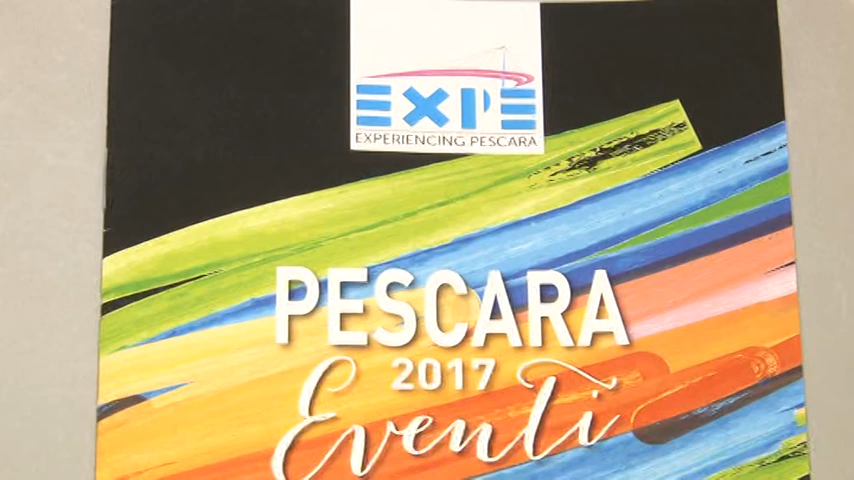 EXPE
EXPERIENCING PESCARA
PESCARA
2017
Eventi